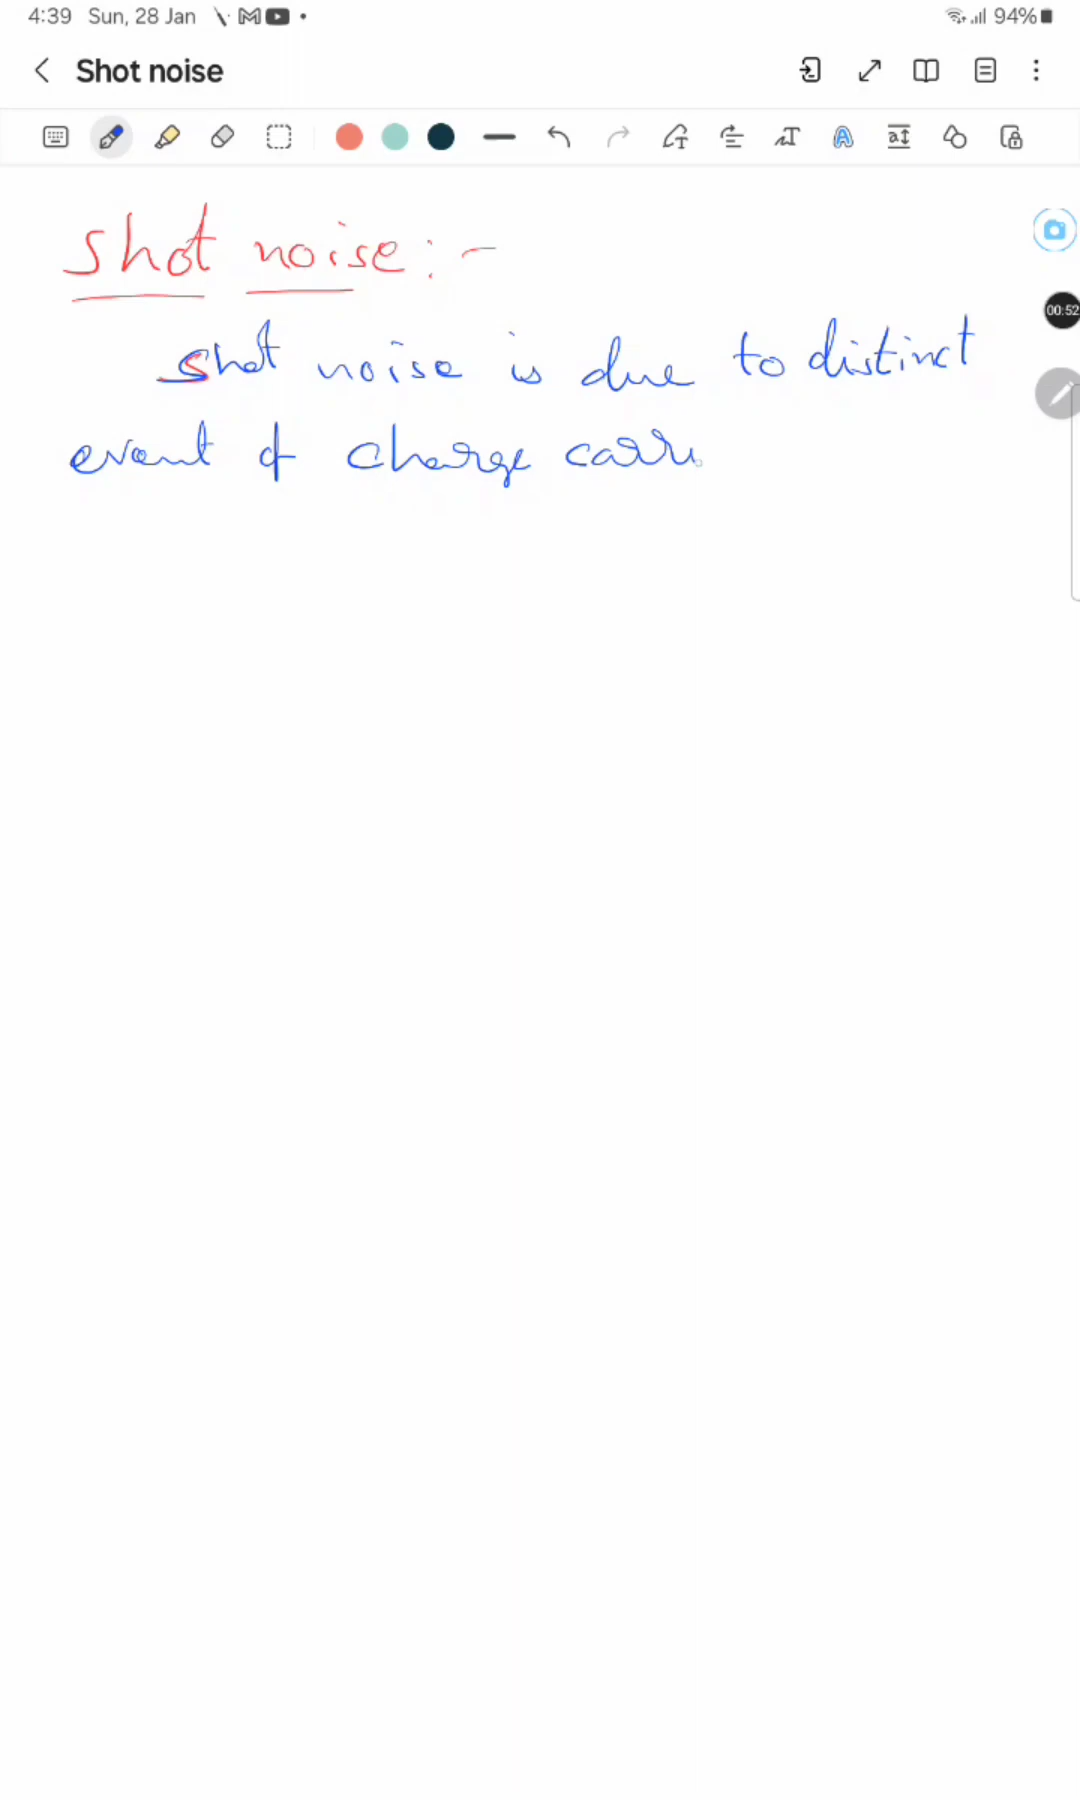 4:39 Sun, 28 Jan 94%
Shot noise
00:52
Shot noise :-
Shot noise is due to distinct
event of charge carri